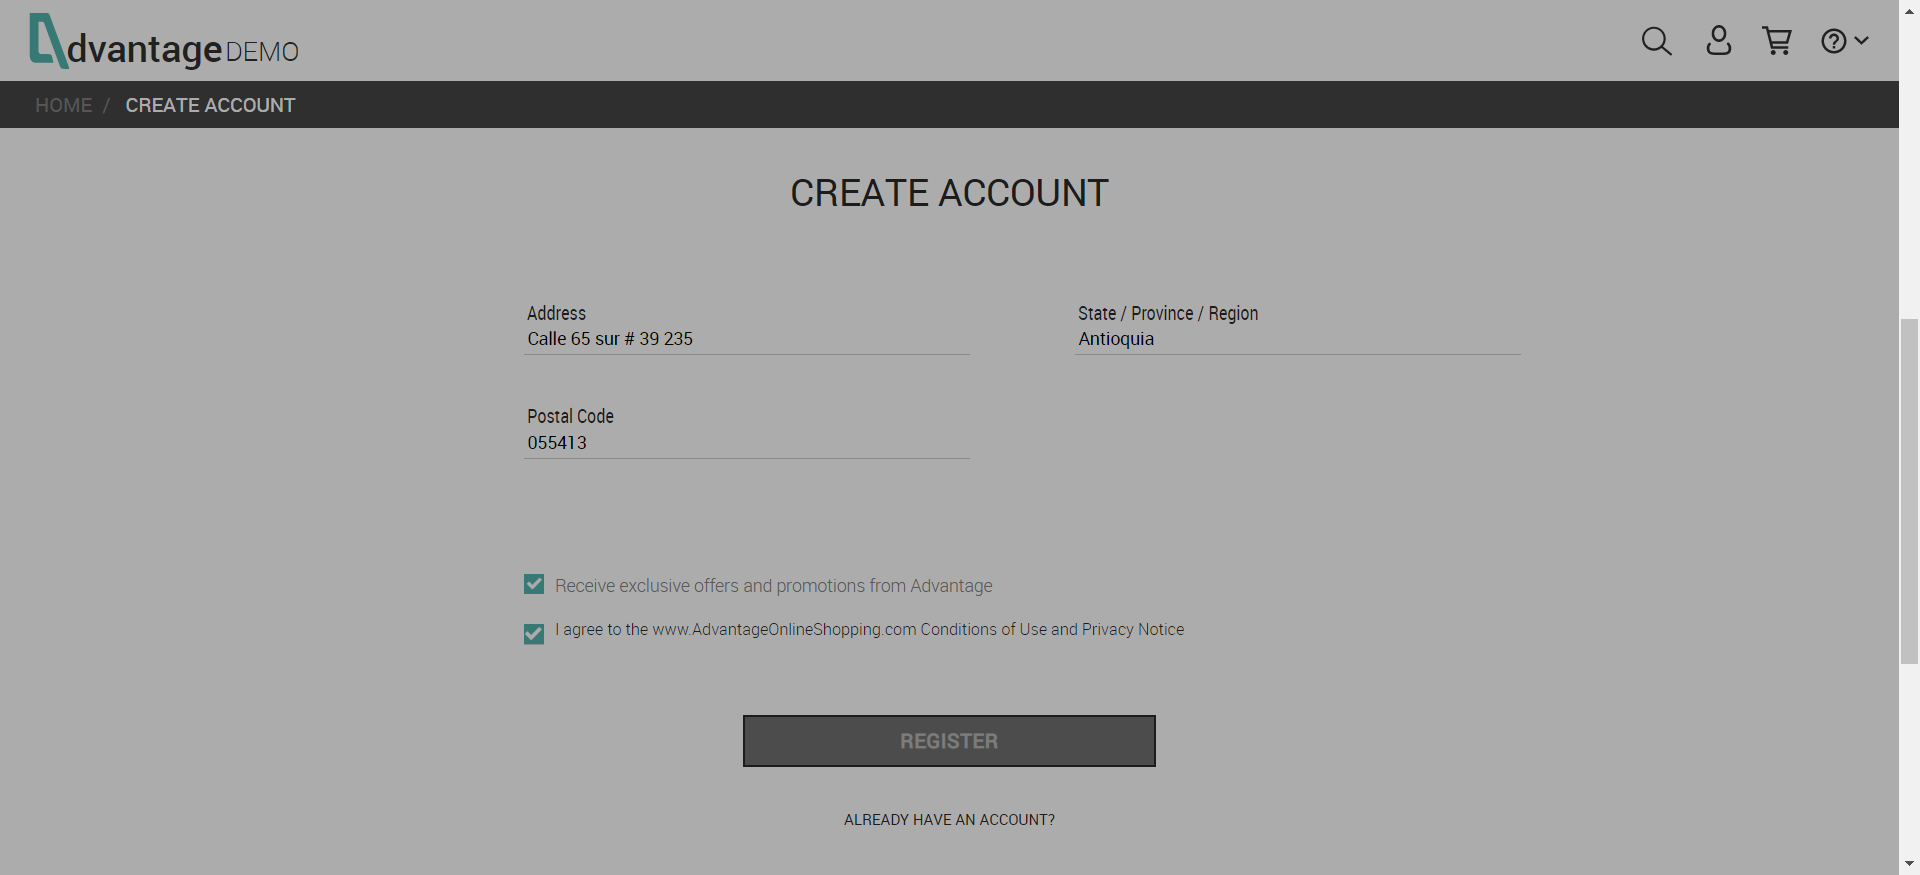 dvantage DEMO
HOME / CREATE ACCOUNT
CREATE ACCOUNT
Address
Calle 65 sur # 39 235
State / Province / Region
Antioquia
Postal Code
055413
Receive exclusive offers and promotions from Advantage
I agree to the www.AdvantageOnlineShopping.com Conditions of Use and Privacy Notice
REGISTER
ALREADY HAVE AN ACCOUNT?